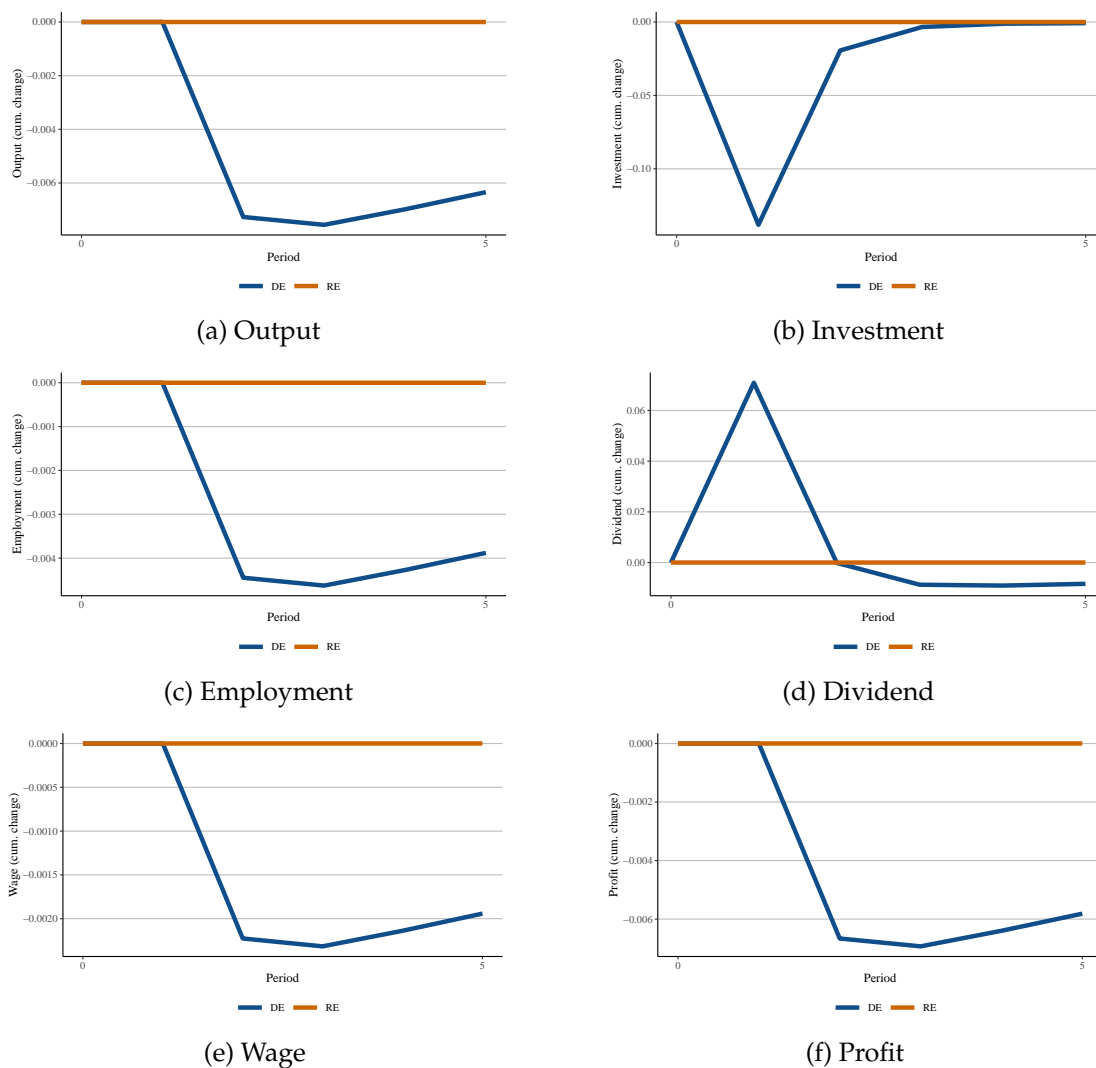 0.000
−0.002
−0.004
−0.006
Output (cum. change)
0
5
Period
DE
RE
(a) Output
0.000
−0.05
−0.10
Investment (cum. change)
0
5
Period
DE
RE
(b) Investment
0.000
−0.001
−0.002
−0.003
−0.004
Employment (cum. change)
0
5
Period
DE
RE
(c) Employment
0.06
0.04
0.02
0.00
Dividend (cum. change)
0
5
Period
DE
RE
(d) Dividend
0.0000
−0.0005
−0.0010
−0.0015
−0.0020
Wage (cum. change)
0
5
Period
DE
RE
(e) Wage
0.000
−0.002
−0.004
−0.006
Profit (cum. change)
0
5
Period
DE
RE
(f) Profit